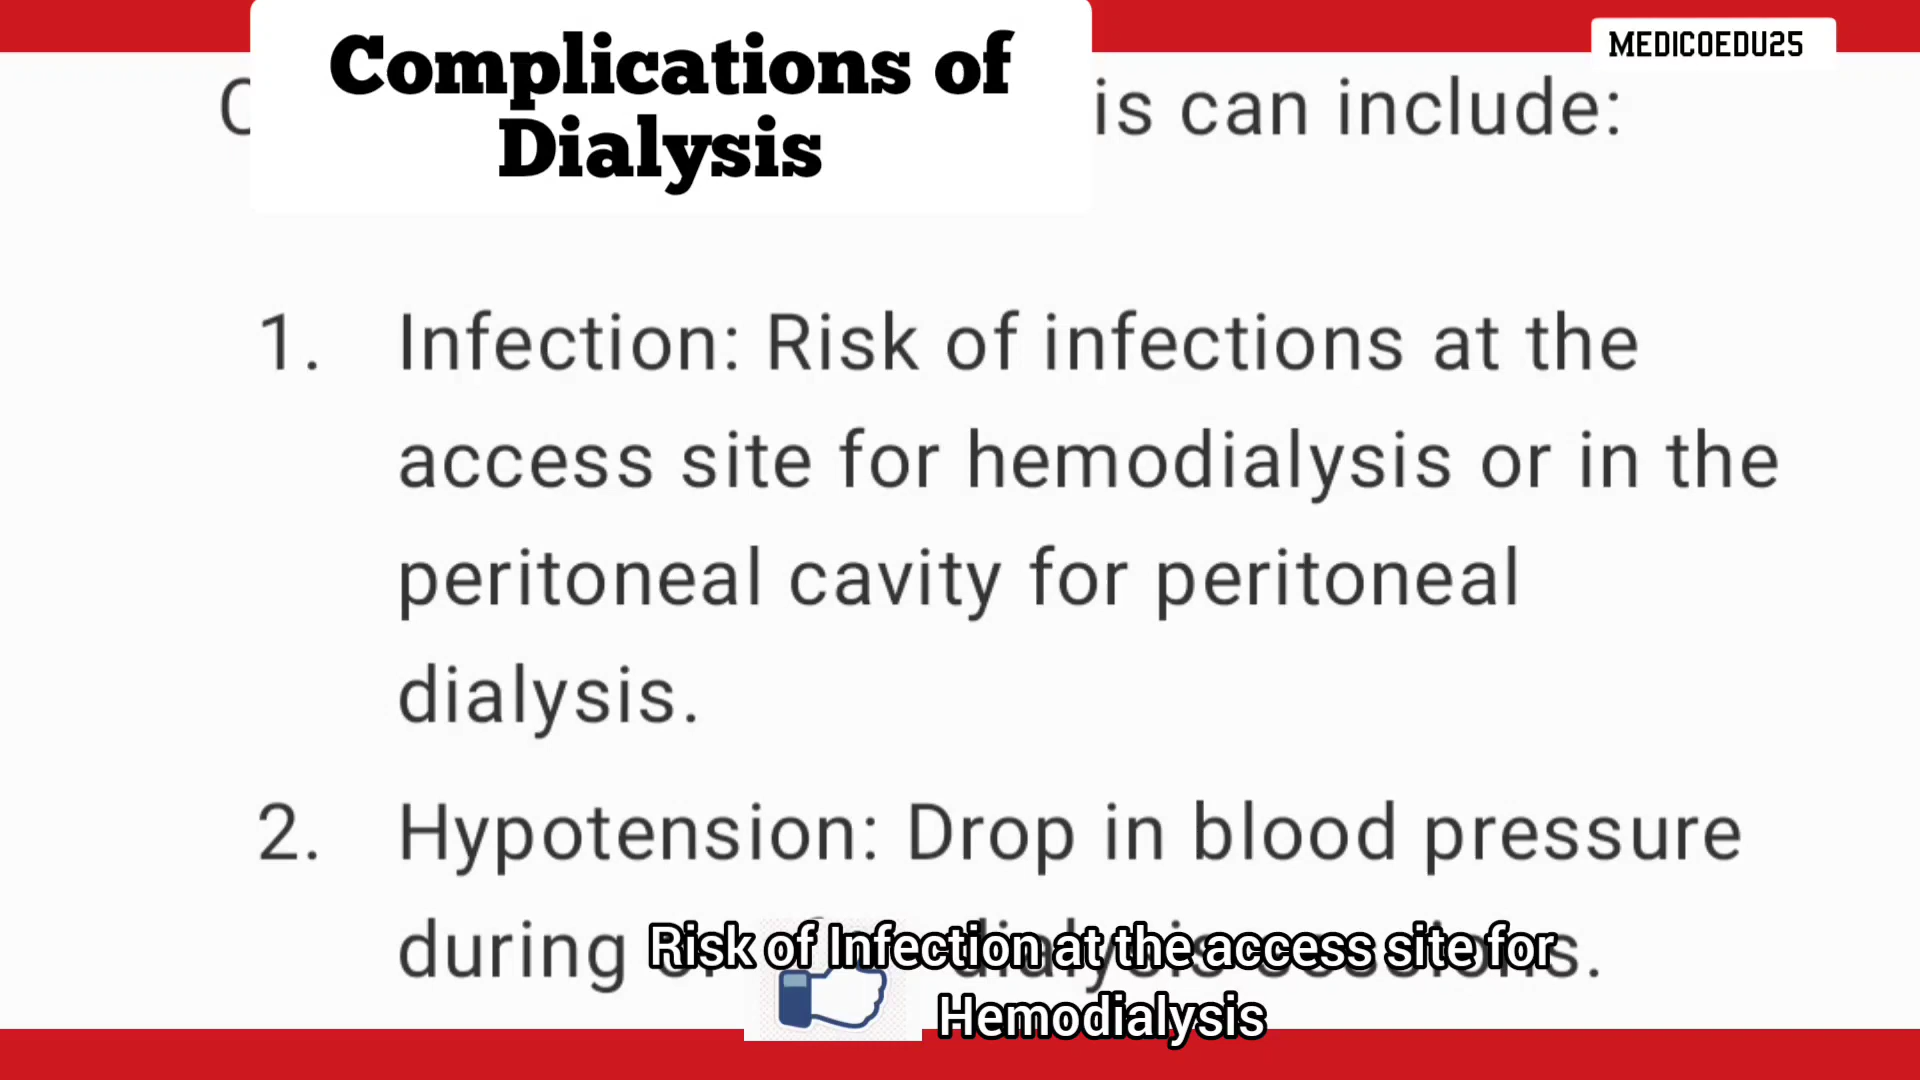 Complications of
Dialysis
MEDICOEDU25
is can include:
1. Infection: Risk of infections at the
access site for hemodialysis or in the
peritoneal cavity for peritoneal
dialysis.
2. Hypotension: Drop in blood pressure
during dialysis sessions.
Risk of Infection at the access site for
Hemodialysis